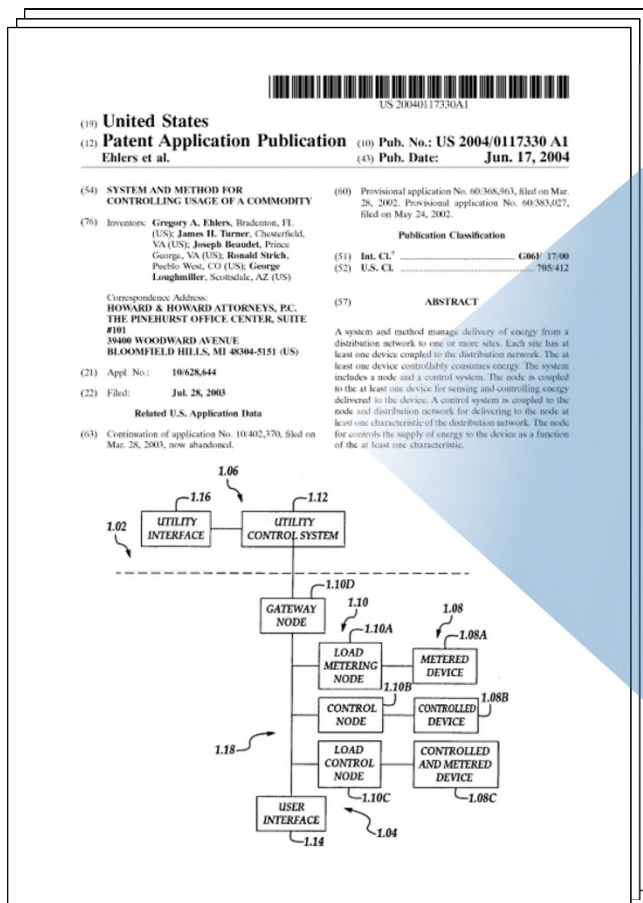 US 20040117330A1
(19) United States
(12) Patent Application Publication
Ehlers et al.
(10) Pub. No.: US 2004/0117330 A1
(43) Pub. Date: Jun. 17, 2004
(54) SYSTEM AND METHOD FOR
CONTROLLING USAGE OF A COMMODITY
(76) Inventors: Gregory A. Ehlers, Bradenton, FL
(US); James H. Turner, Chesterfield,
VA (US); Joseph Beaudet, Prince
George, VA (US); Ronald Strich,
Pueblo West, CO (US); George
Loughmiller, Scottsdale, AZ (US)
Correspondence Address:
HOWARD & HOWARD ATTORNEYS, P.C.
THE PINEHURST OFFICE CENTER, SUITE
#101
39400 WOODWARD AVENUE
BLOOMFIELD HILLS, MI 48304-5151 (US)
(21) Appl. No.: 10/628,644
(22) Filed: Jul. 28, 2003
Related U.S. Application Data
(63) Continuation of application No. 10/402,370, filed on
Mar. 28, 2003, now abandoned.
(60) Provisional application No. 60/368,963, filed on Mar.
28, 2002. Provisional application No. 60/383,027,
filed on May 24, 2002.
Publication Classification
(51) Int. Cl.7 ........................................ G06F 17/00
(52) U.S. Cl. ........................................ 705/412
(57) ABSTRACT
A system and method manage delivery of energy from a
distribution network to one or more sites. Each site has at
least one device coupled to the distribution network. The at
least one device controllably consumes energy. The system
includes a node and a control system. The node is coupled
to the at least one device for sensing and controlling energy
delivered to the device. A control system is coupled to the
node and distribution network for delivering to the node at
least one characteristic of the distribution network. The node
for controls the supply of energy to the device as a function
of the at least one characteristic.
1.06
1.16
1.12
1.02
UTILITY
INTERFACE
UTILITY
CONTROL SYSTEM
1.10D
GATEWAY
NODE
1.10
1.08
1.10A
1.08A
LOAD
METERING
NODE
METERED
DEVICE
1.10B
1.08B
CONTROL
NODE
CONTROLLED
DEVICE
1.18
LOAD
CONTROL
NODE
CONTROLLED
AND METERED
DEVICE
1.10C
1.08C
USER
INTERFACE
1.04
1.14